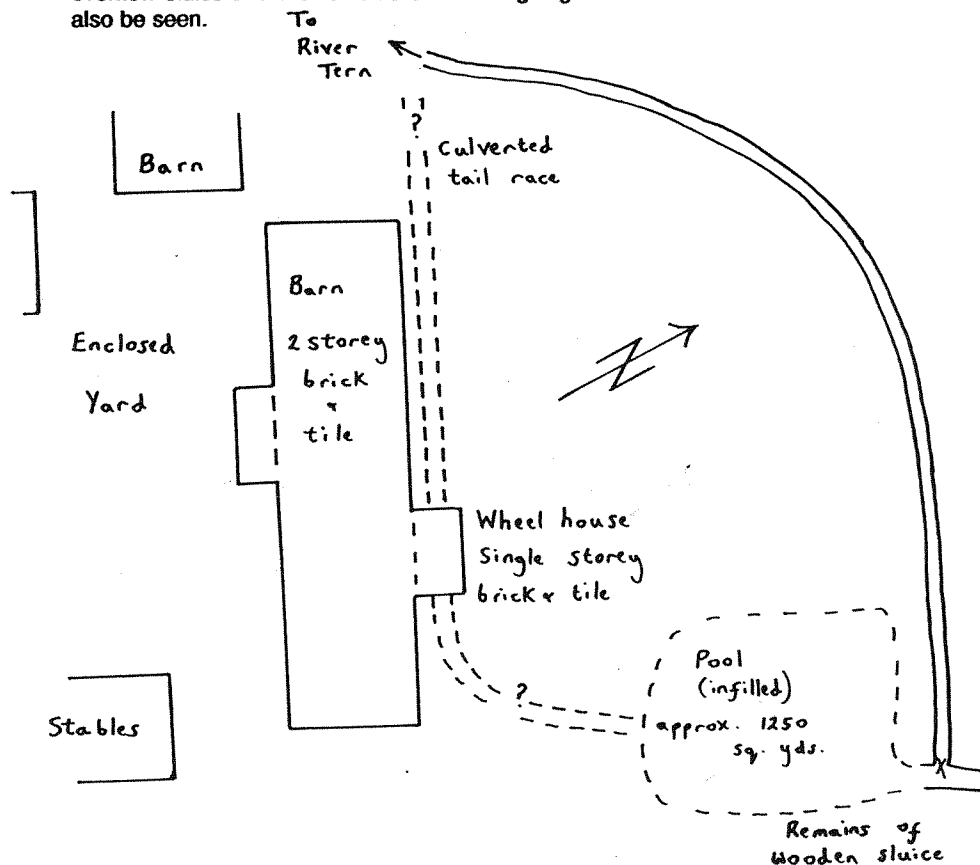 also be seen.
To
River
Tern
?
Culverted
tail race
Barn
Barn
2 storey
brick
&
tile
Enclosed
Yard
Wheel house
Single storey
brick & tile
Pool
(infilled)
approx. 1250
sq. yds.
?
Stables
X
Remains of
wooden sluice